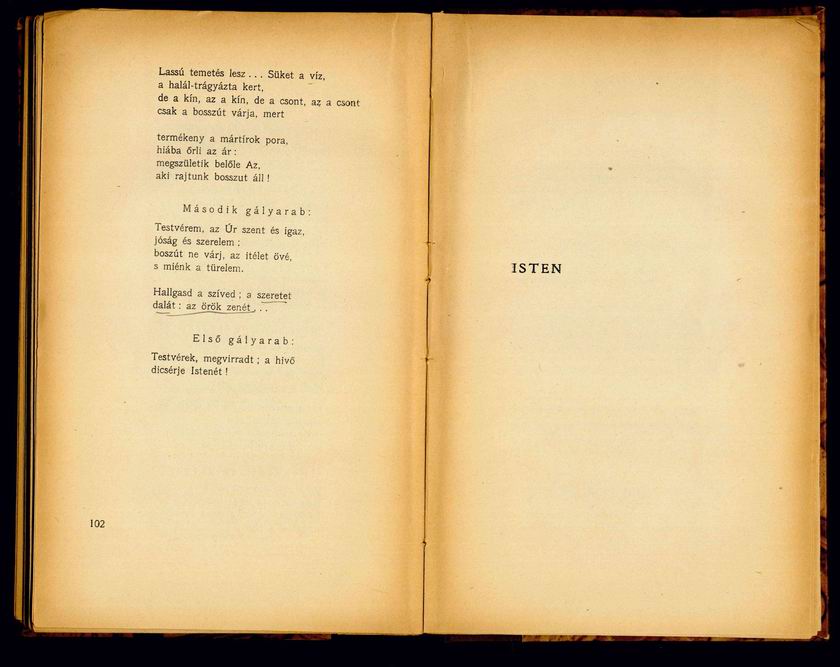 Lassú temetés lesz . . . Süket a víz,
a halál-trágyázta kert,
de a kín, az a kín, de a csont, az a csont
csak a bosszút várja, mert
termékeny a mártírok pora,
hiába őrli az ár :
megszületik belőle Az,
aki rajtunk bosszut áll !
Második gályarab:
Testvérem, az Úr szent és igaz,
jóság és szerelem ;
boszút ne várj, az itélet övé,
s miénk a türelem.
Hallgasd a szíved ; a szeretet
dalát : az örök zenét . . .
Első gályarab:
Testvérek, megvirradt ; a hivő
dicsérje Istenét !
102
ISTEN